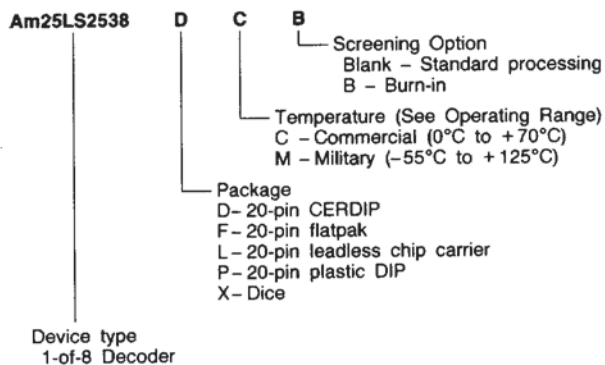 Am25LS2538 D C B
Screening Option
Blank – Standard processing
B – Burn-in
Temperature (See Operating Range)
C – Commercial (0°C to +70°C)
M – Military (–55°C to +125°C)
Package
D– 20-pin CERDIP
F– 20-pin flatpak
L– 20-pin leadless chip carrier
P– 20-pin plastic DIP
X– Dice
Device type
1-of-8 Decoder